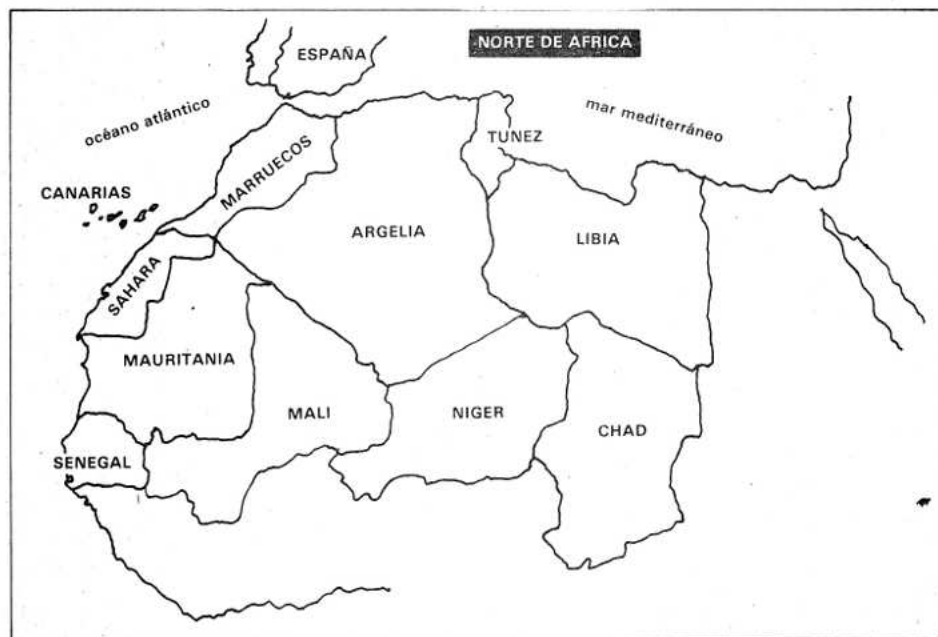 NORTE DE AFRICA
ESPAÑA
océano atlántico
mar mediterráneo
TUNEZ
MARRUECOS
CANARIAS
ARGELIA
LIBIA
SAHARA
MAURITANIA
MALI
NIGER
CHAD
SENEGAL